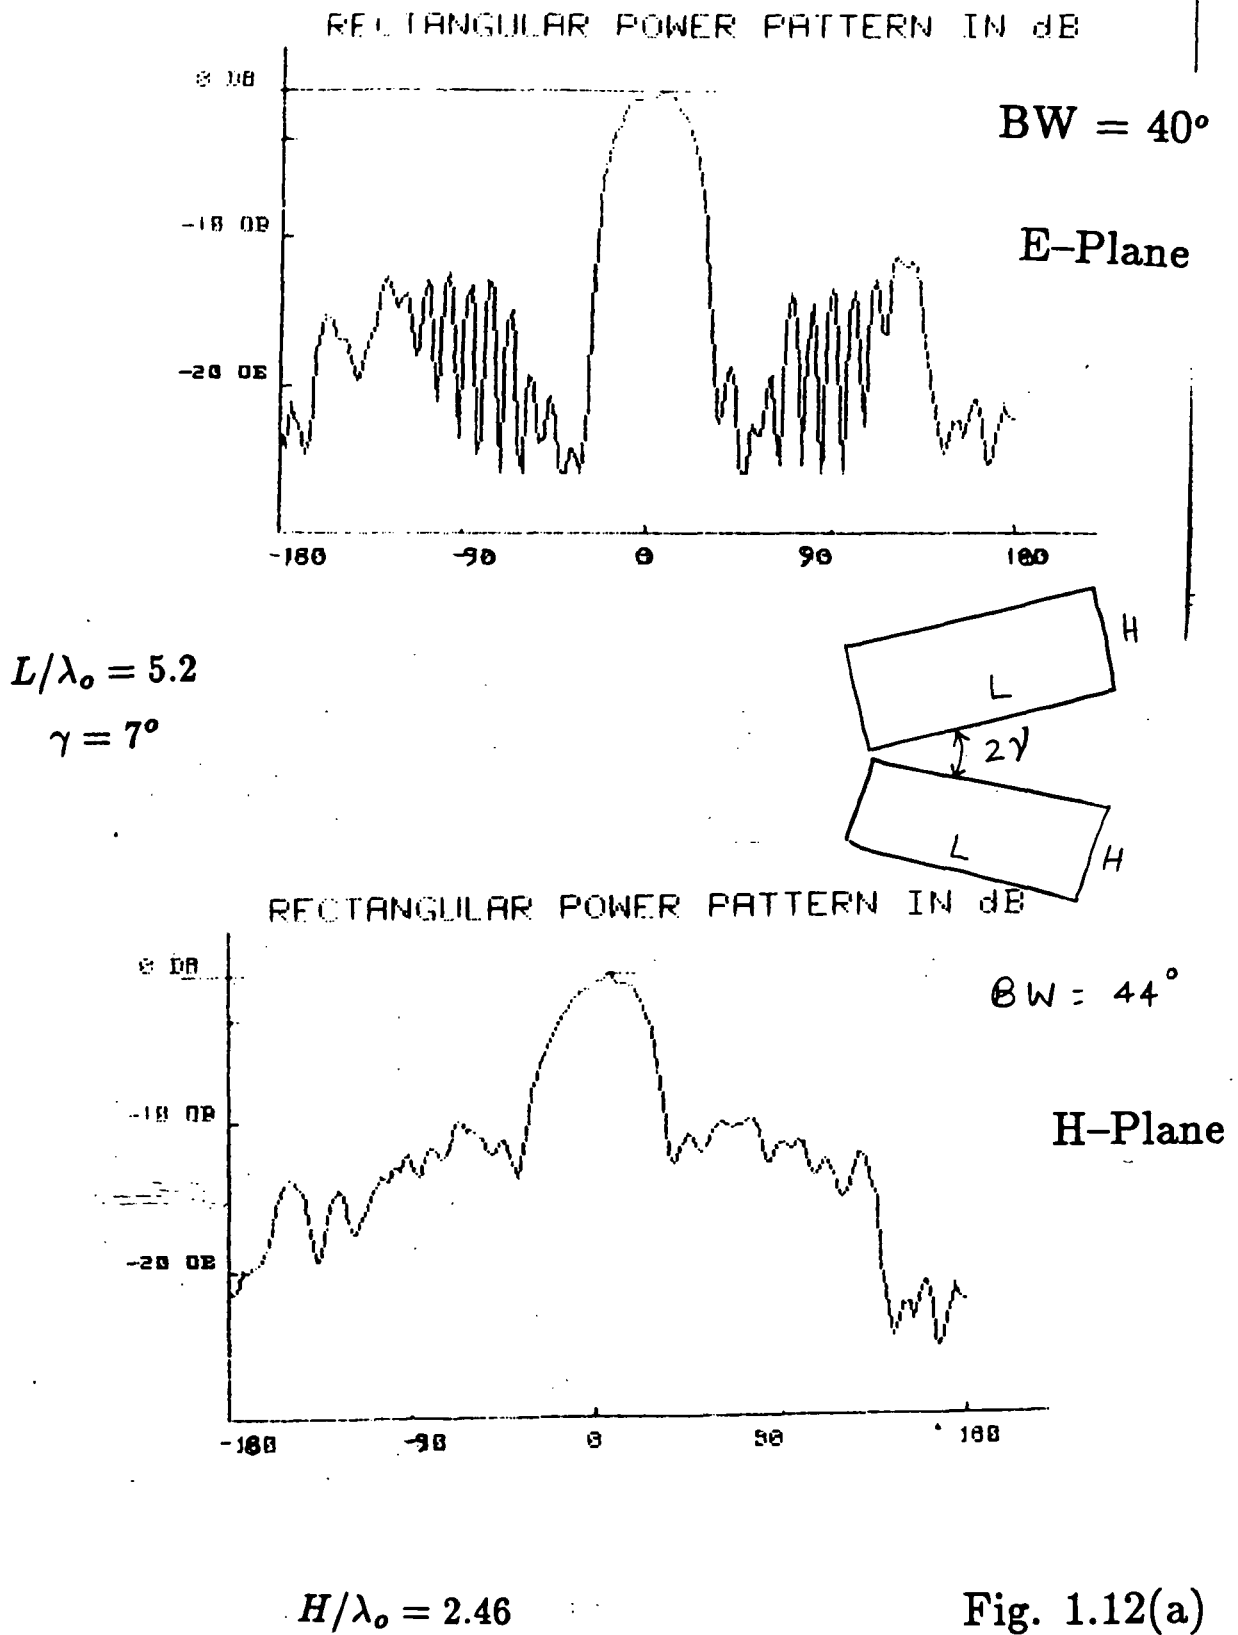 RECTANGULAR POWER PATTERN IN dB
0 DB
BW = 40°
-10 DB
E–Plane
-20 DB
-180 -90 0 90 180
H
L/λₒ = 5.2
L
γ = 7°
2γ
L
H
RECTANGULAR POWER PATTERN IN dB
0 DB
BW = 44°
-10 DB
H–Plane
-20 DB
-180 -90 0 90 180
H/λₒ = 2.46
Fig. 1.12(a)